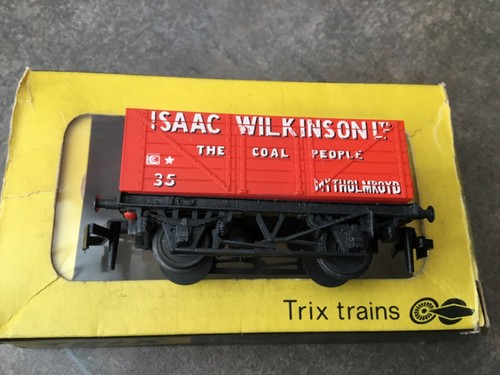 ISAAC WILKINSON LTD
THE COAL PEOPLE
C ★
35 MYTHOLMROYD
Trix trains